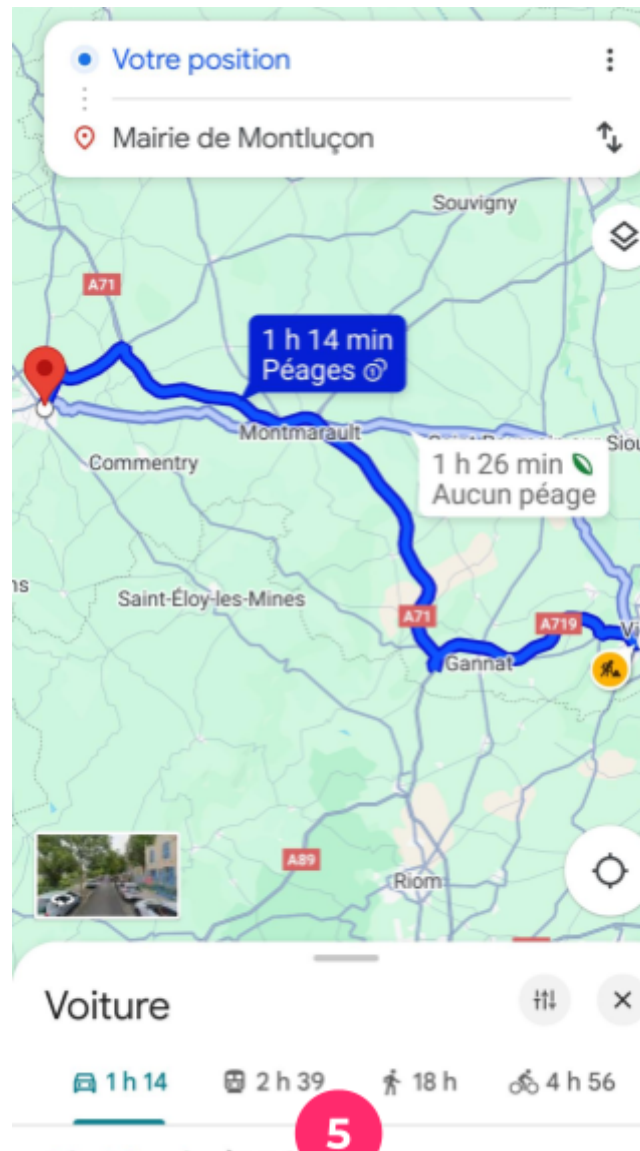 Votre position
Mairie de Montluçon
Souvigny
A71
1 h 14 min
Péages
Montmarault
Commentry
1 h 26 min
Aucun péage
Saint-Éloy-les-Mines
A71
A719
Gannat
A89
Riom
Voiture
1 h 14
2 h 39
18 h
4 h 56
5